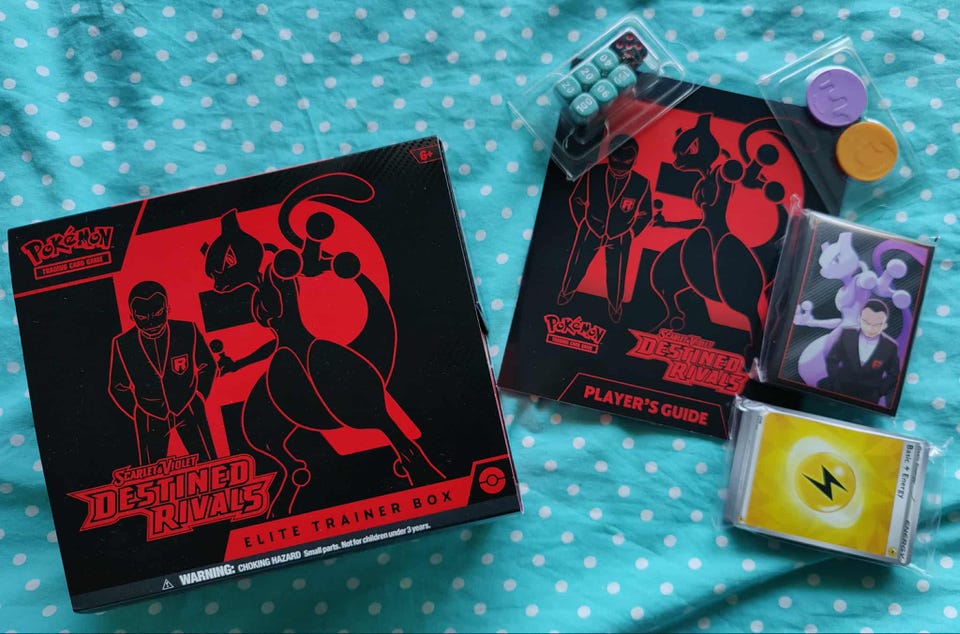 6+
POKéMON
TRADING CARD GAME
R
SCARLET & VIOLET
DESTINED
RIVALS
ELITE TRAINER BOX
WARNING: CHOKING HAZARD Small parts. Not for children under 3 years.
R
POKéMON
TRADING CARD GAME
SCARLET & VIOLET
DESTINED
RIVALS
PLAYER'S GUIDE
Basic Energy
ENERGY